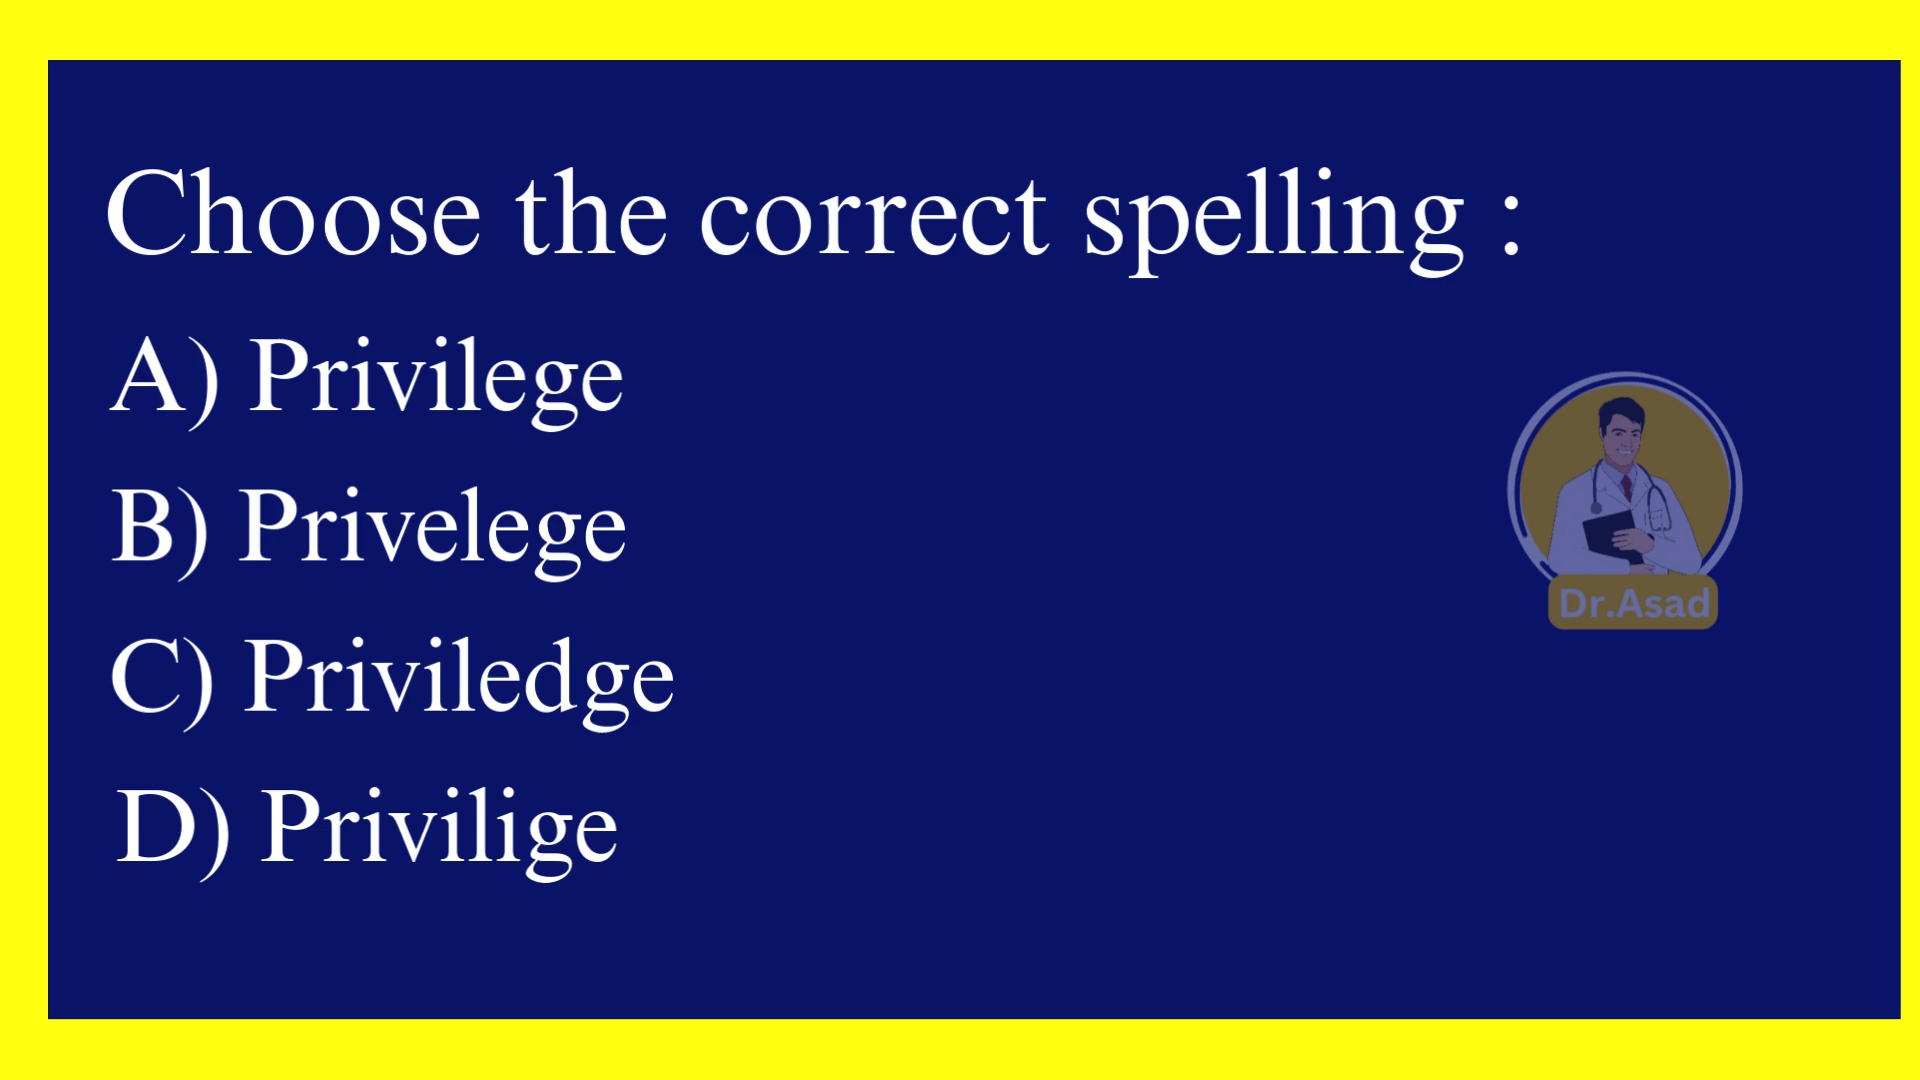 Choose the correct spelling :
A) Privilege
B) Privelege
C) Priviledge
D) Privilige
Dr.Asad